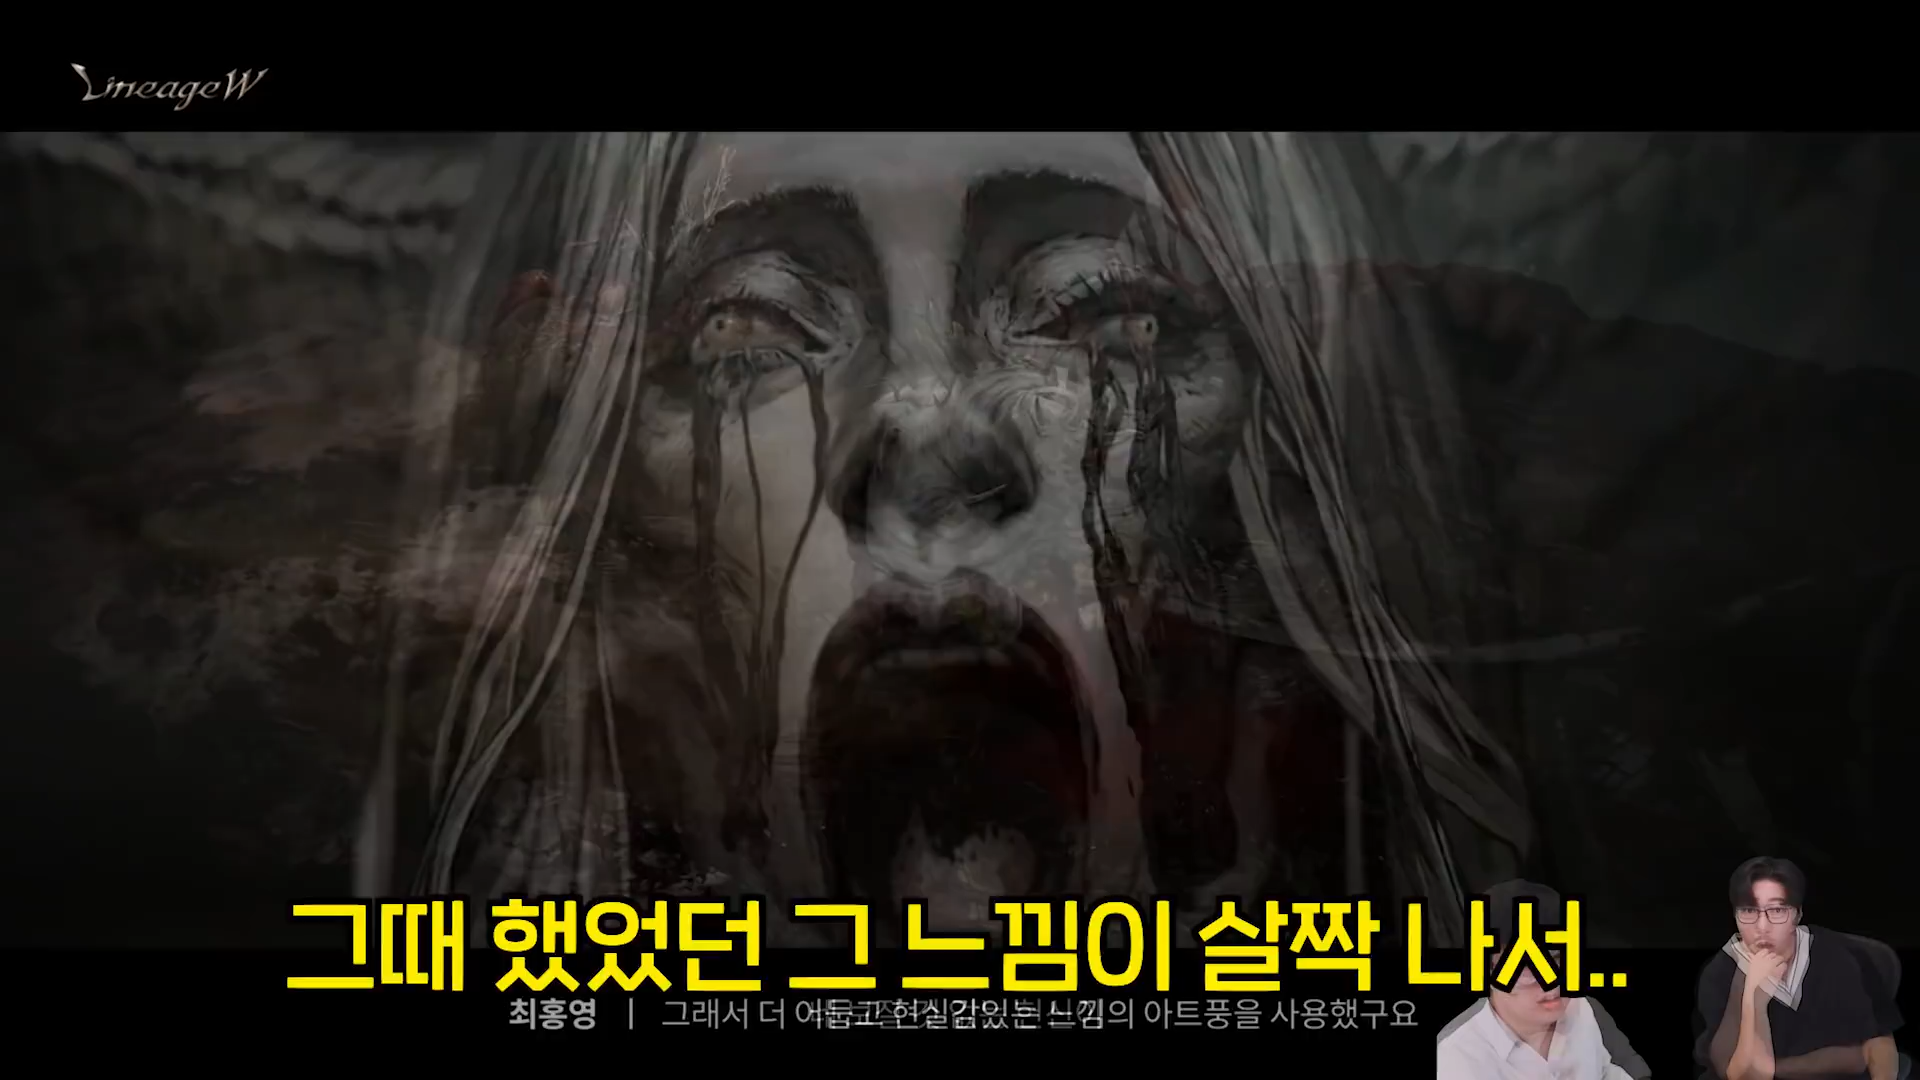 LineageW
그때 했었던 그 느낌이 살짝 나서..
최홍영 | 그래서 더 어둡고 현실감있는 느낌의 아트풍을 사용했구요